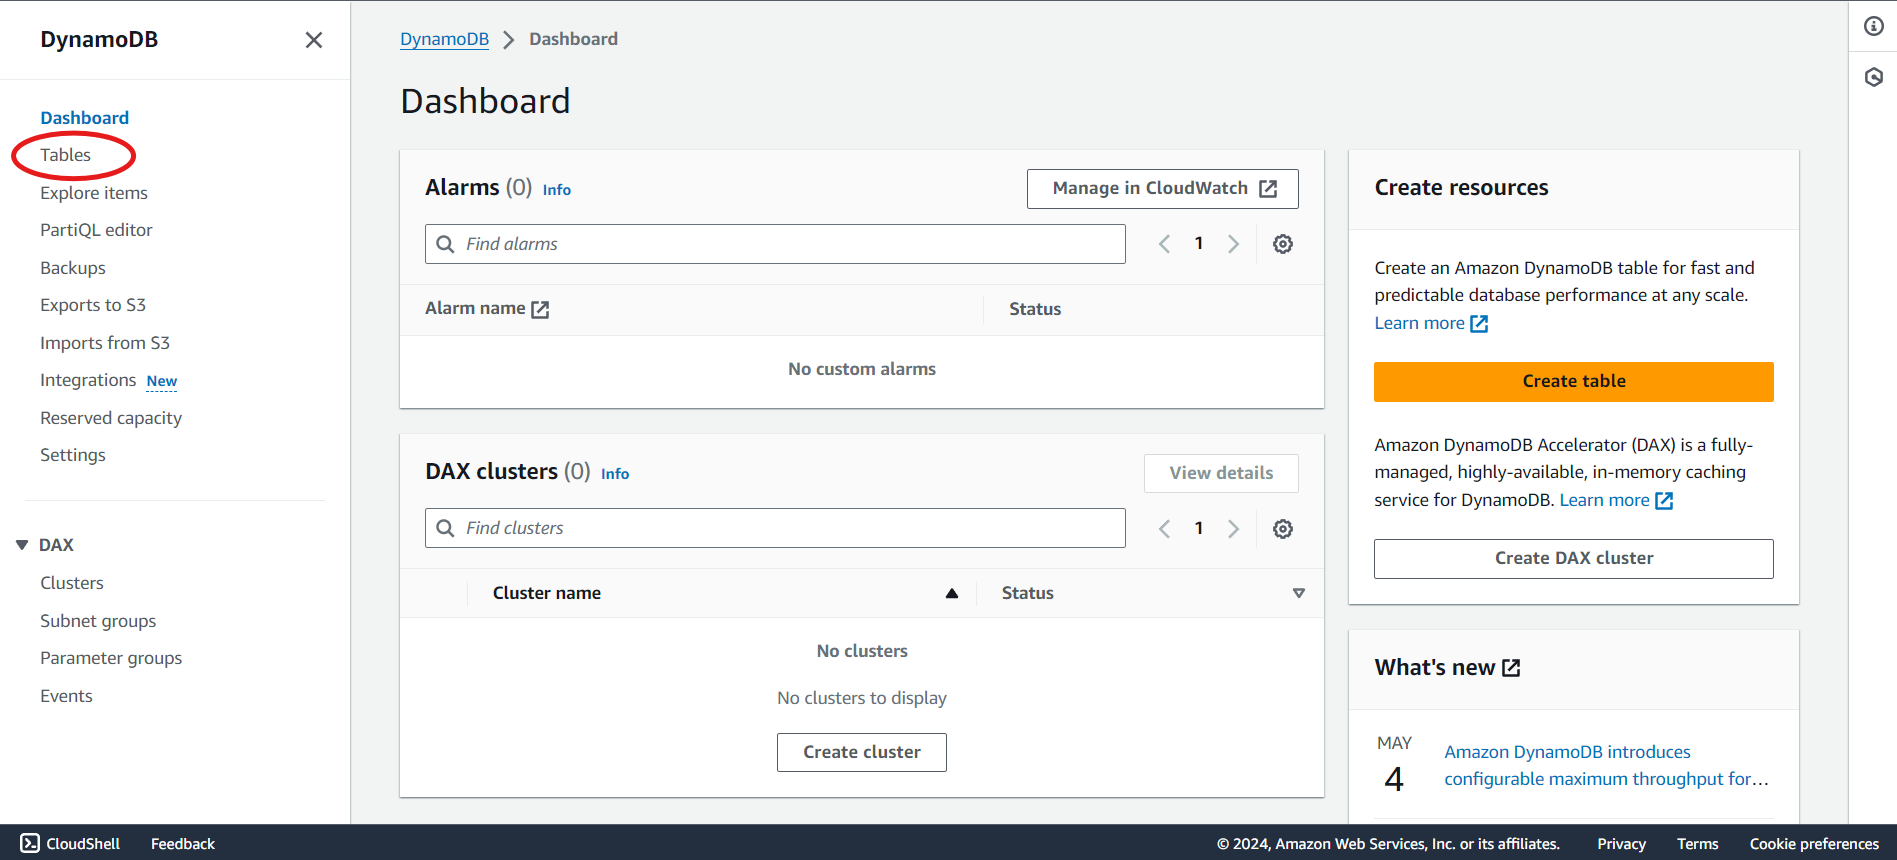 DynamoDB
Dashboard
Tables
Explore items
PartiQL editor
Backups
Exports to S3
Imports from S3
Integrations New
Reserved capacity
Settings
DAX
Clusters
Subnet groups
Parameter groups
Events
DynamoDB Dashboard
Dashboard
Alarms (0) Info
Manage in CloudWatch
Find alarms
1
Alarm name Status
No custom alarms
DAX clusters (0) Info
View details
Find clusters
1
Cluster name Status
No clusters
No clusters to display
Create cluster
Create resources
Create an Amazon DynamoDB table for fast and
predictable database performance at any scale.
Learn more
Create table
Amazon DynamoDB Accelerator (DAX) is a fully-
managed, highly-available, in-memory caching
service for DynamoDB. Learn more
Create DAX cluster
What's new
MAY
4
Amazon DynamoDB introduces
configurable maximum throughput for…
CloudShell Feedback
© 2024, Amazon Web Services, Inc. or its affiliates. Privacy Terms Cookie preferences